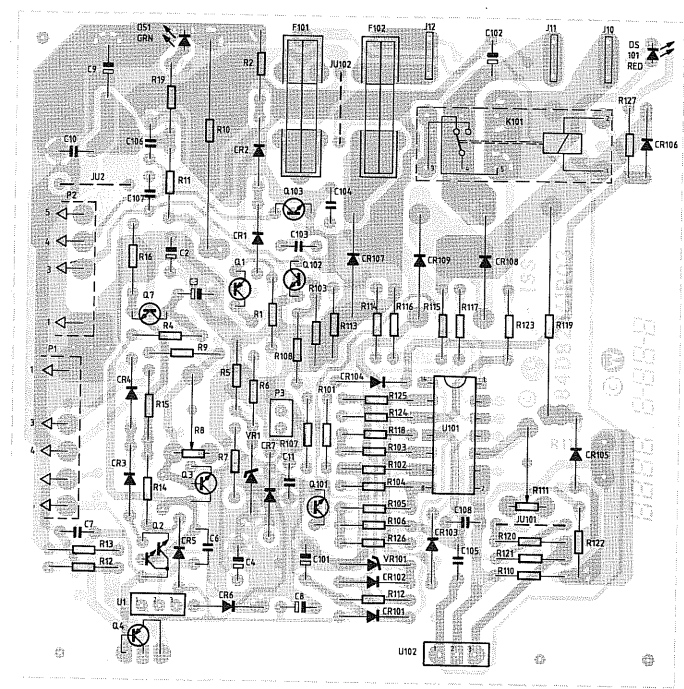 DS1
GRN
F101
F102
J12
C102
J11
J10
DS
101
RED
C9
R19
R2
JU102
R10
K101
R127
C10
C106
CR2
CR106
JU2
R11
C107
P2
Q103
C104
5
4
3
1
C2
CR1
C103
R16
Q1
Q102
CR107
CR109
CR108
Q7
R1
R103
R113
R114
R116
R115
R117
R123
R119
R4
R9
R108
P1
1
3
4
CR4
R15
R5
R6
CR104
R101
R125
R124
R118
R103
R102
R104
R105
R106
R126
U101
P3
R107
R8
VR1
CR7
R7
C11
CR3
R14
Q3
Q101
CR105
R111
JU101
C7
R13
R12
Q2
CR5
C6
C4
C101
VR101
CR102
R112
CR101
CR103
C108
C105
R120
R121
R110
R122
U1
1 2 3
CR6
C8
Q4
U102
1 2 3